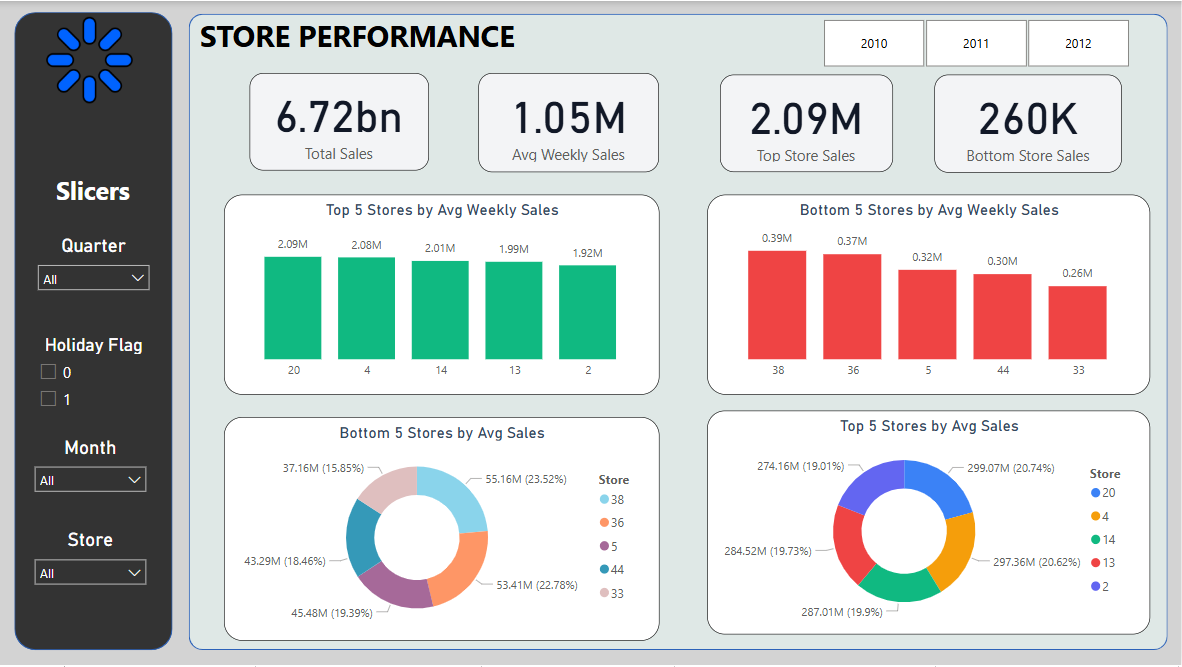 STORE PERFORMANCE
2010
2011
2012
6.72bn
Total Sales
1.05M
Avg Weekly Sales
2.09M
Top Store Sales
260K
Bottom Store Sales
Slicers
Quarter
All
Holiday Flag
0
1
Month
All
Store
All
Top 5 Stores by Avg Weekly Sales
2.09M
2.08M
2.01M
1.99M
1.92M
20
4
14
13
2
Bottom 5 Stores by Avg Weekly Sales
0.39M
0.37M
0.32M
0.30M
0.26M
38
36
5
44
33
Bottom 5 Stores by Avg Sales
37.16M (15.85%)
55.16M (23.52%)
43.29M (18.46%)
53.41M (22.78%)
45.48M (19.39%)
Store
38
36
5
44
33
Top 5 Stores by Avg Sales
274.16M (19.01%)
299.07M (20.74%)
284.52M (19.73%)
297.36M (20.62%)
287.01M (19.9%)
Store
20
4
14
13
2